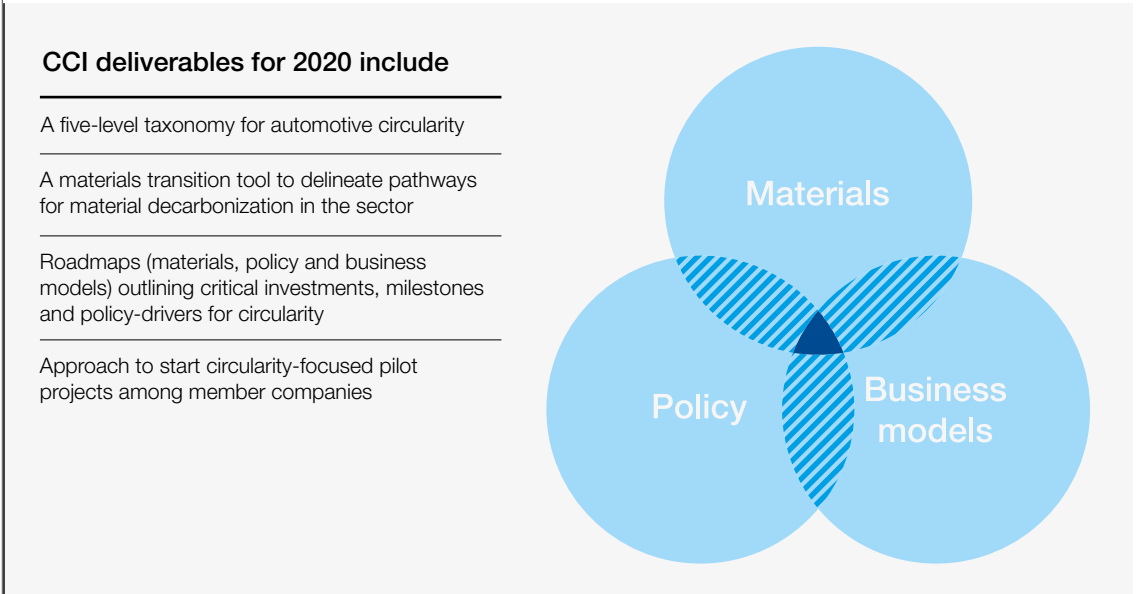 CCI deliverables for 2020 include
A five-level taxonomy for automotive circularity
A materials transition tool to delineate pathways
for material decarbonization in the sector
Roadmaps (materials, policy and business
models) outlining critical investments, milestones
and policy-drivers for circularity
Approach to start circularity-focused pilot
projects among member companies
Materials
Policy
Business
models